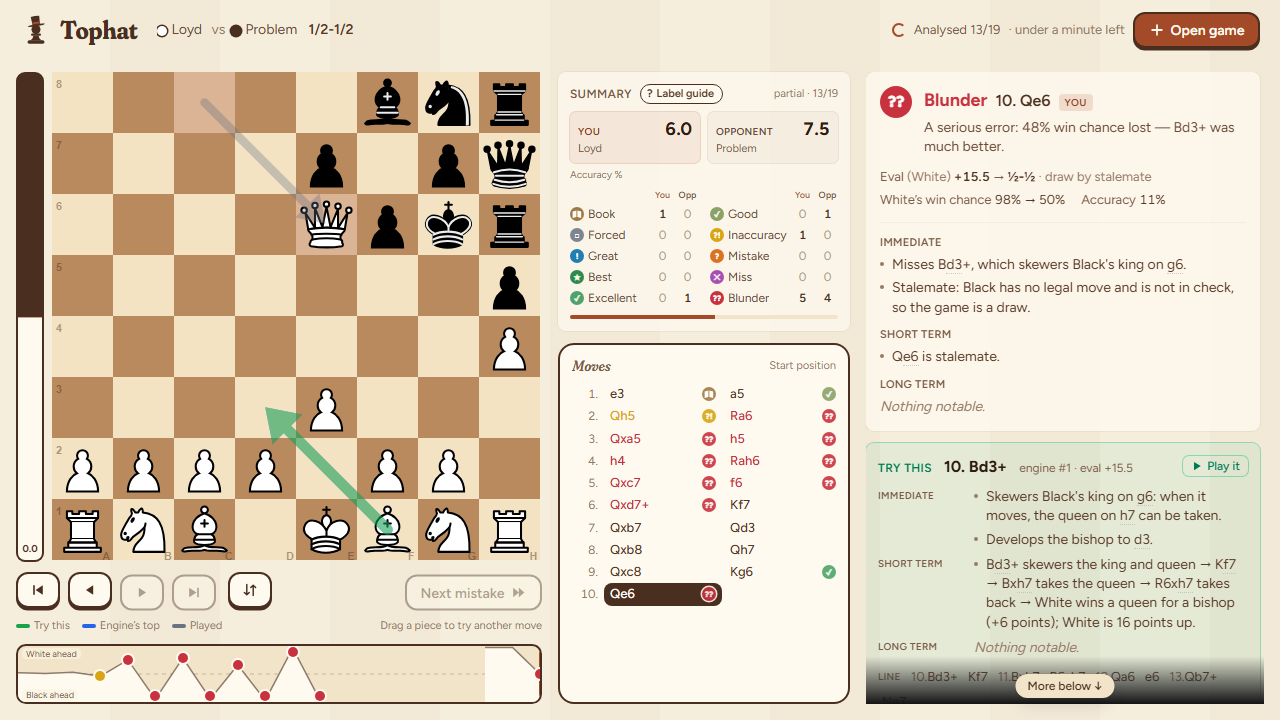 Tophat
Loyd vs Problem 1/2-1/2
Analysed 13/19 · under a minute left
+ Open game
8
7
6
5
4
3
2
1
A B C D E F G H
0.0
Next mistake
Try this Engine's top Played
Drag a piece to try another move
White ahead
Black ahead
SUMMARY ? Label guide partial · 13/19
YOU 6.0
Loyd
OPPONENT 7.5
Problem
Accuracy %
You Opp You Opp
Book 1 0 Good 0 1
Forced 0 0 Inaccuracy 1 0
Great 0 0 Mistake 0 0
Best 0 0 Miss 0 0
Excellent 0 1 Blunder 5 4
Moves Start position
1. e3 a5
2. Qh5 ?! Ra6 ??
3. Qxa5 ?? h5 ??
4. h4 ?? Rah6 ??
5. Qxc7 ?? f6 ??
6. Qxd7+ ?? Kf7
7. Qxb7 Qd3
8. Qxb8 Qh7
9. Qxc8 Kg6
10. Qe6 ??
?? Blunder 10. Qe6 YOU
A serious error: 48% win chance lost — Bd3+ was
much better.
Eval (White) +15.5 → ½-½ · draw by stalemate
White's win chance 98% → 50% Accuracy 11%
IMMEDIATE
• Misses Bd3+, which skewers Black's king on g6.
• Stalemate: Black has no legal move and is not in check,
so the game is a draw.
SHORT TERM
• Qe6 is stalemate.
LONG TERM
Nothing notable.
TRY THIS 10. Bd3+ engine #1 · eval +15.5 Play it
IMMEDIATE
• Skewers Black's king on g6: when it
moves, the queen on h7 can be taken.
• Develops the bishop to d3.
SHORT TERM
• Bd3+ skewers the king and queen → Kf7
→ Bxh7 takes the queen → R6xh7 takes
back → White wins a queen for a bishop
(+6 points); White is 16 points up.
LONG TERM
Nothing notable.
LINE 10.Bd3+ Kf7 Qa6 e6 13.Qb7+
More below ↓